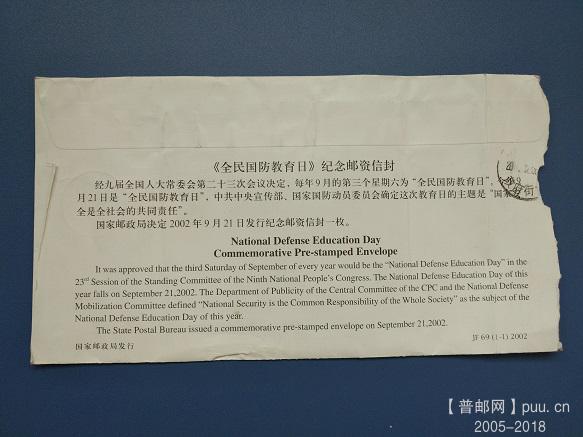 《全民国防教育日》纪念邮资信封
经九届全国人大常委会第二十三次会议决定，每年9月的第三个星期六为“全民国防教育日”，
月21日是“全民国防教育日”，中共中央宣传部、国家国防动员委员会确定这次教育日的主题是“国家
全是全社会的共同责任”。
国家邮政局决定2002年9月21日发行纪念邮资信封一枚。
National Defense Education Day
Commemorative Pre-stamped Envelope
It was approved that the third Saturday of September of every year would be the “National Defense Education Day” in the
23rd Session of the Standing Committee of the Ninth National People's Congress. The National Defense Education Day of this
year falls on September 21,2002. The Department of Publicity of the Central Committee of the CPC and the National Defense
Mobilization Committee defined “National Security is the Common Responsibility of the Whole Society” as the subject of the
National Defense Education Day of this year.
The State Postal Bureau issued a commemorative pre-stamped envelope on September 21,2002.
国家邮政局发行
JF 69 (1-1) 2002
【普邮网】puu.cn
2005-2018